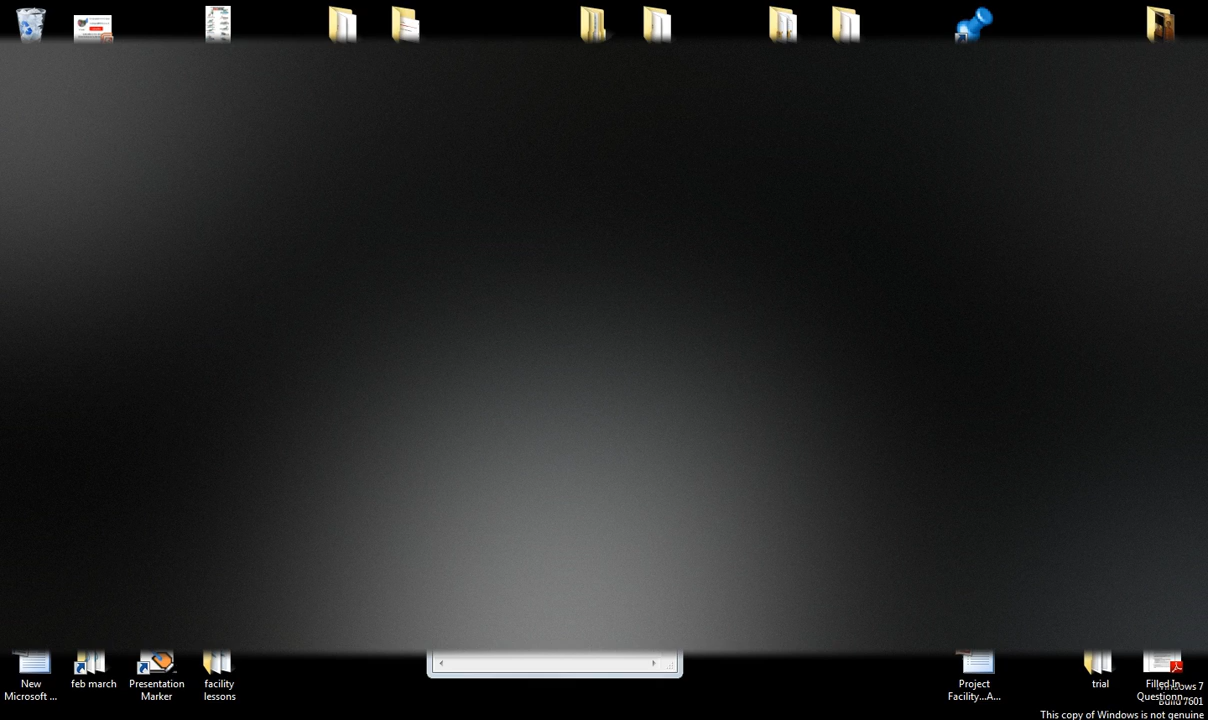 New
Microsoft ...
feb march
Presentation
Marker
facility
lessons
Project
Facility...A...
trial
Filled In
Questionn...
Windows 7
Build 7601
This copy of Windows is not genuine